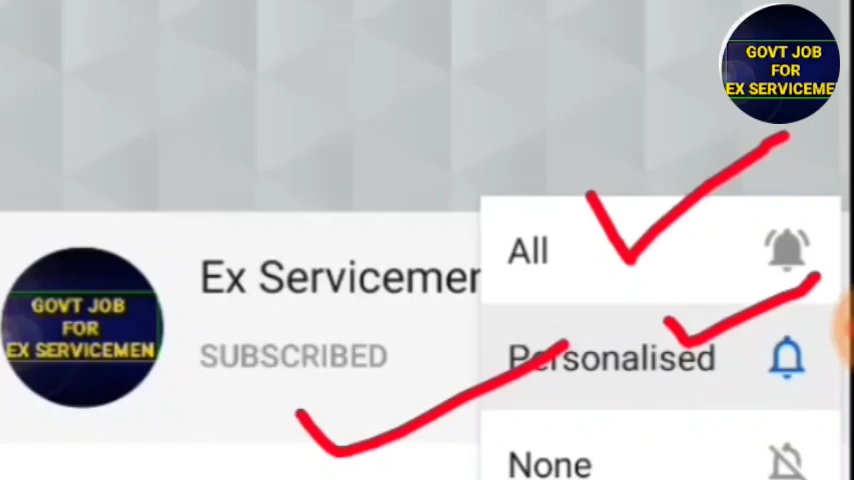 GOVT JOB
FOR
EX SERVICEME
All
Ex Servicemen
GOVT JOB
FOR
EX SERVICEMEN
SUBSCRIBED
Personalised
None